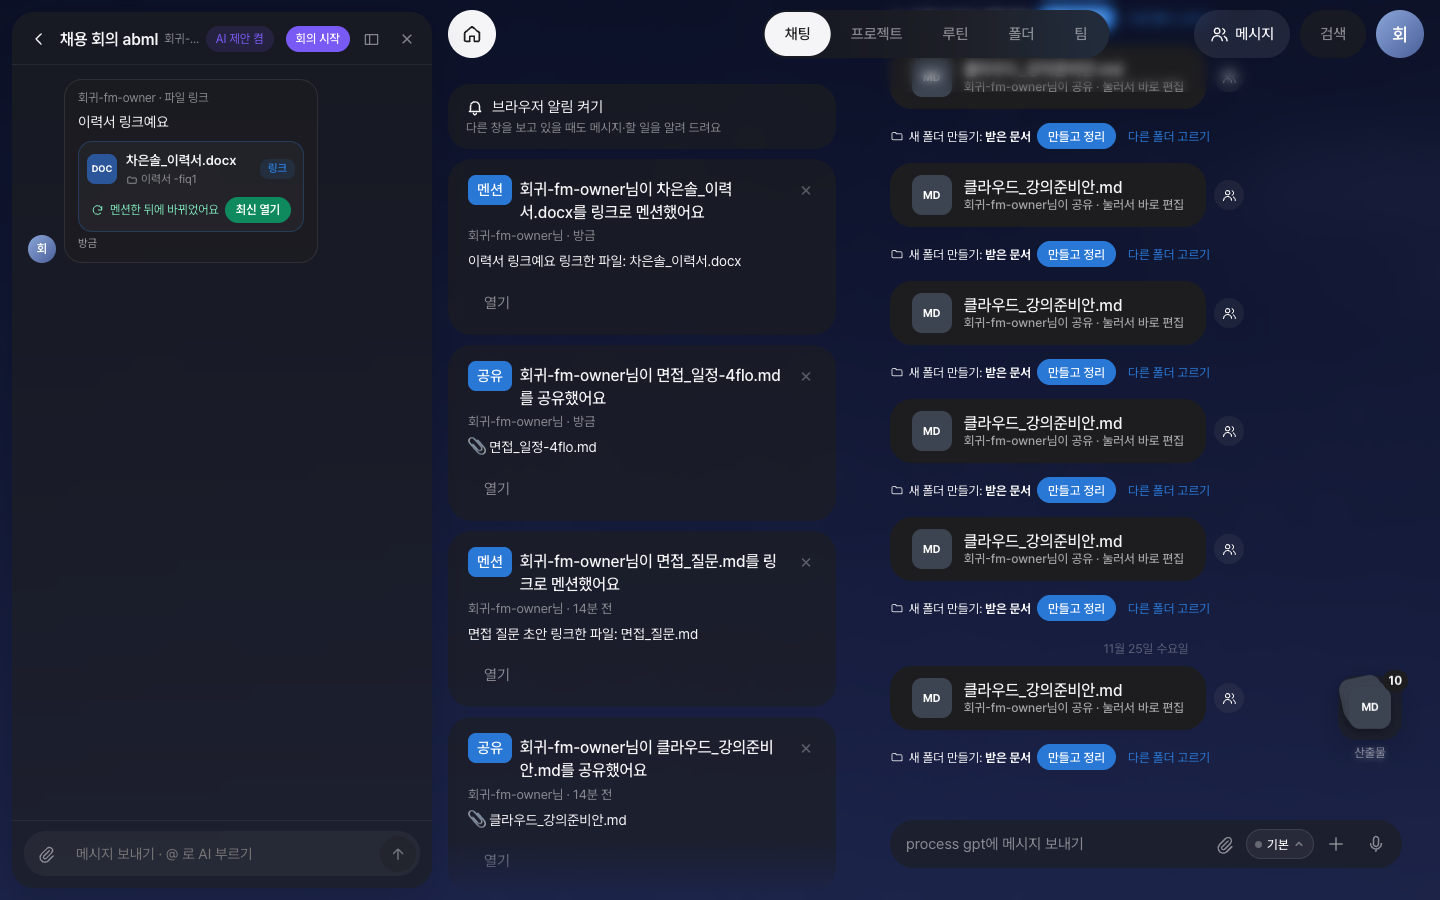 채용 회의 abml 회귀-... AI 제안 켬 회의 시작
회귀-fm-owner · 파일 링크
이력서 링크예요
DOC 차은솔_이력서.docx 링크
이력서 -fiq1
멘션한 뒤에 바뀌었어요 최신 열기
방금
회
메시지 보내기 · @ 로 AI 부르기
브라우저 알림 켜기
다른 창을 보고 있을 때도 메시지·할 일을 알려 드려요
멘션 회귀-fm-owner님이 차은솔_이력
서.docx를 링크로 멘션했어요
회귀-fm-owner님 · 방금
이력서 링크예요 링크한 파일: 차은솔_이력서.docx
열기
공유 회귀-fm-owner님이 면접_일정-4flo.md
를 공유했어요
회귀-fm-owner님 · 방금
면접_일정-4flo.md
열기
멘션 회귀-fm-owner님이 면접_질문.md를 링
크로 멘션했어요
회귀-fm-owner님 · 14분 전
면접 질문 초안 링크한 파일: 면접_질문.md
열기
공유 회귀-fm-owner님이 클라우드_강의준비
안.md를 공유했어요
회귀-fm-owner님 · 14분 전
클라우드_강의준비안.md
열기
채팅 프로젝트 루틴 폴더 팀
메시지 검색 회
MD
회귀-fm-owner님이 공유 · 눌러서 바로 편집
새 폴더 만들기: 받은 문서 만들고 정리 다른 폴더 고르기
MD 클라우드_강의준비안.md
회귀-fm-owner님이 공유 · 눌러서 바로 편집
새 폴더 만들기: 받은 문서 만들고 정리 다른 폴더 고르기
MD 클라우드_강의준비안.md
회귀-fm-owner님이 공유 · 눌러서 바로 편집
새 폴더 만들기: 받은 문서 만들고 정리 다른 폴더 고르기
MD 클라우드_강의준비안.md
회귀-fm-owner님이 공유 · 눌러서 바로 편집
새 폴더 만들기: 받은 문서 만들고 정리 다른 폴더 고르기
MD 클라우드_강의준비안.md
회귀-fm-owner님이 공유 · 눌러서 바로 편집
새 폴더 만들기: 받은 문서 만들고 정리 다른 폴더 고르기
11월 25일 수요일
MD 클라우드_강의준비안.md
회귀-fm-owner님이 공유 · 눌러서 바로 편집
새 폴더 만들기: 받은 문서 만들고 정리 다른 폴더 고르기
10
MD
산출물
process gpt에 메시지 보내기 기본